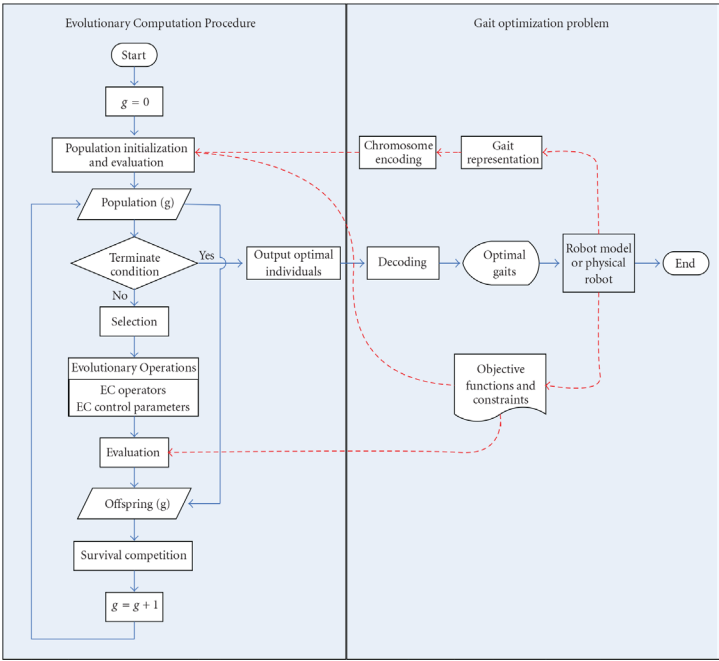 Evolutionary Computation Procedure
Gait optimization problem
Start
g = 0
Population initialization
and evaluation
Chromosome
encoding
Gait
representation
Population (g)
Terminate
condition
Yes
No
Output optimal
individuals
Decoding
Optimal
gaits
Robot model
or physical
robot
End
Selection
Evolutionary Operations
EC operators
EC control parameters
Objective
functions and
constraints
Evaluation
Offspring (g)
Survival competition
g = g + 1